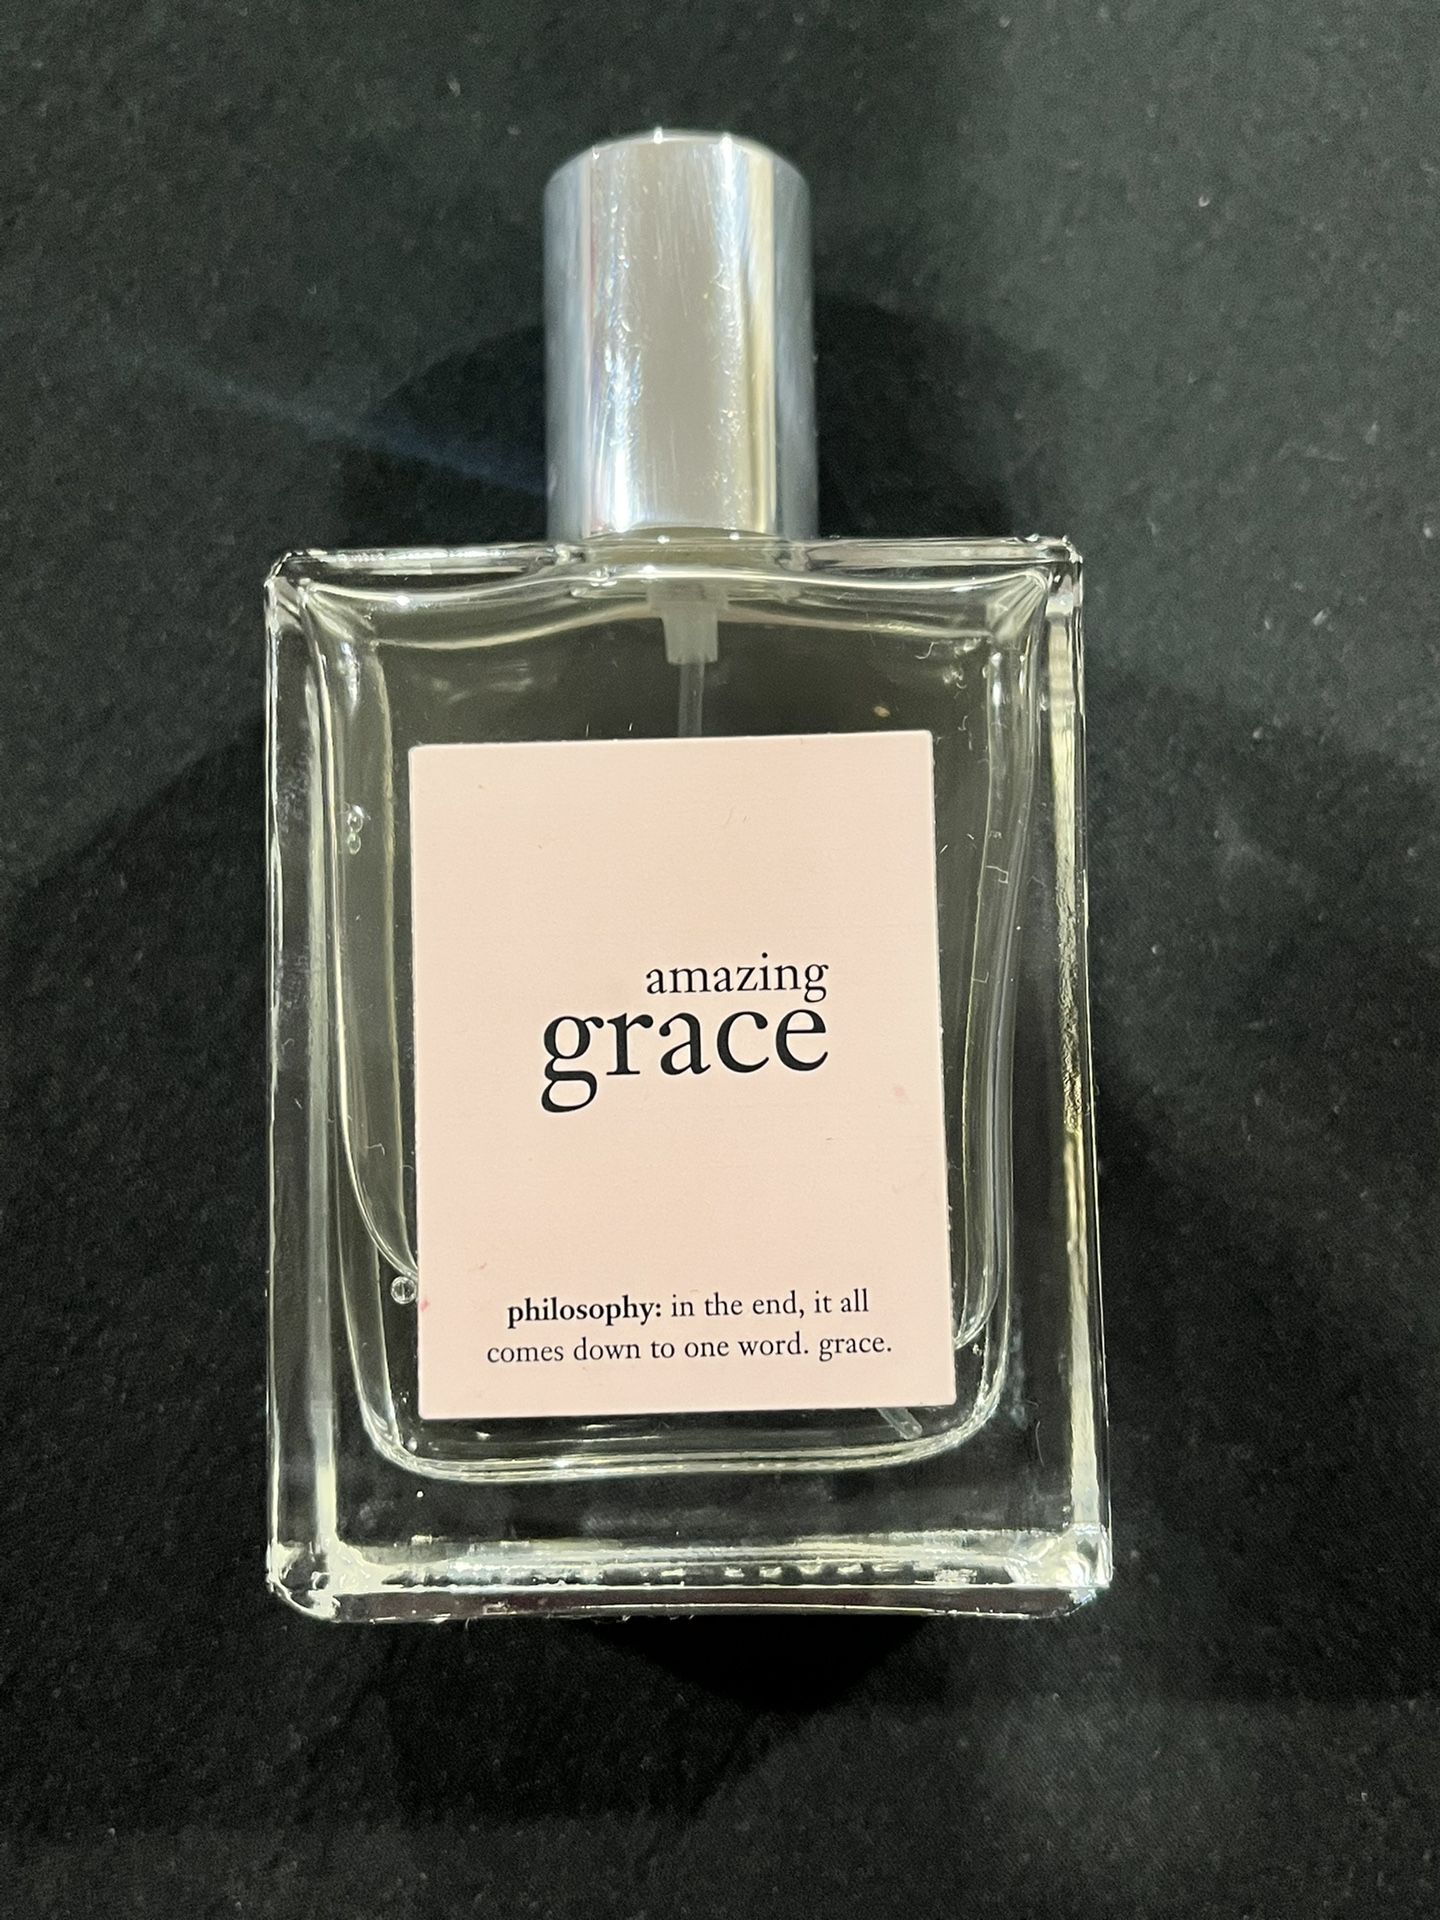 amazing
grace
philosophy: in the end, it all
comes down to one word. grace.